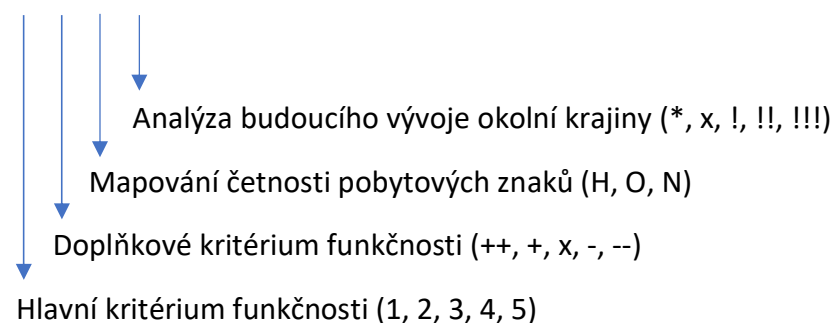 Analýza budoucího vývoje okolní krajiny (*, x, !, !!, !!!)
Mapování četnosti pobytových znaků (H, O, N)
Doplňkové kritérium funkčnosti (++, +, x, -, --)
Hlavní kritérium funkčnosti (1, 2, 3, 4, 5)